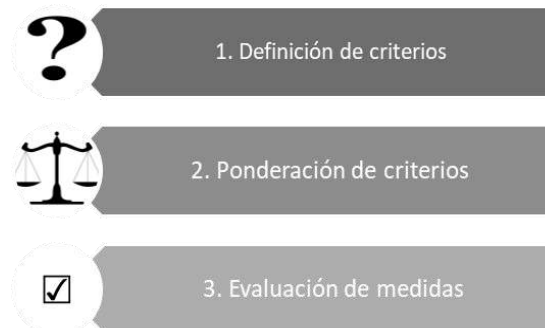 1. Definición de criterios
2. Ponderación de criterios
3. Evaluación de medidas